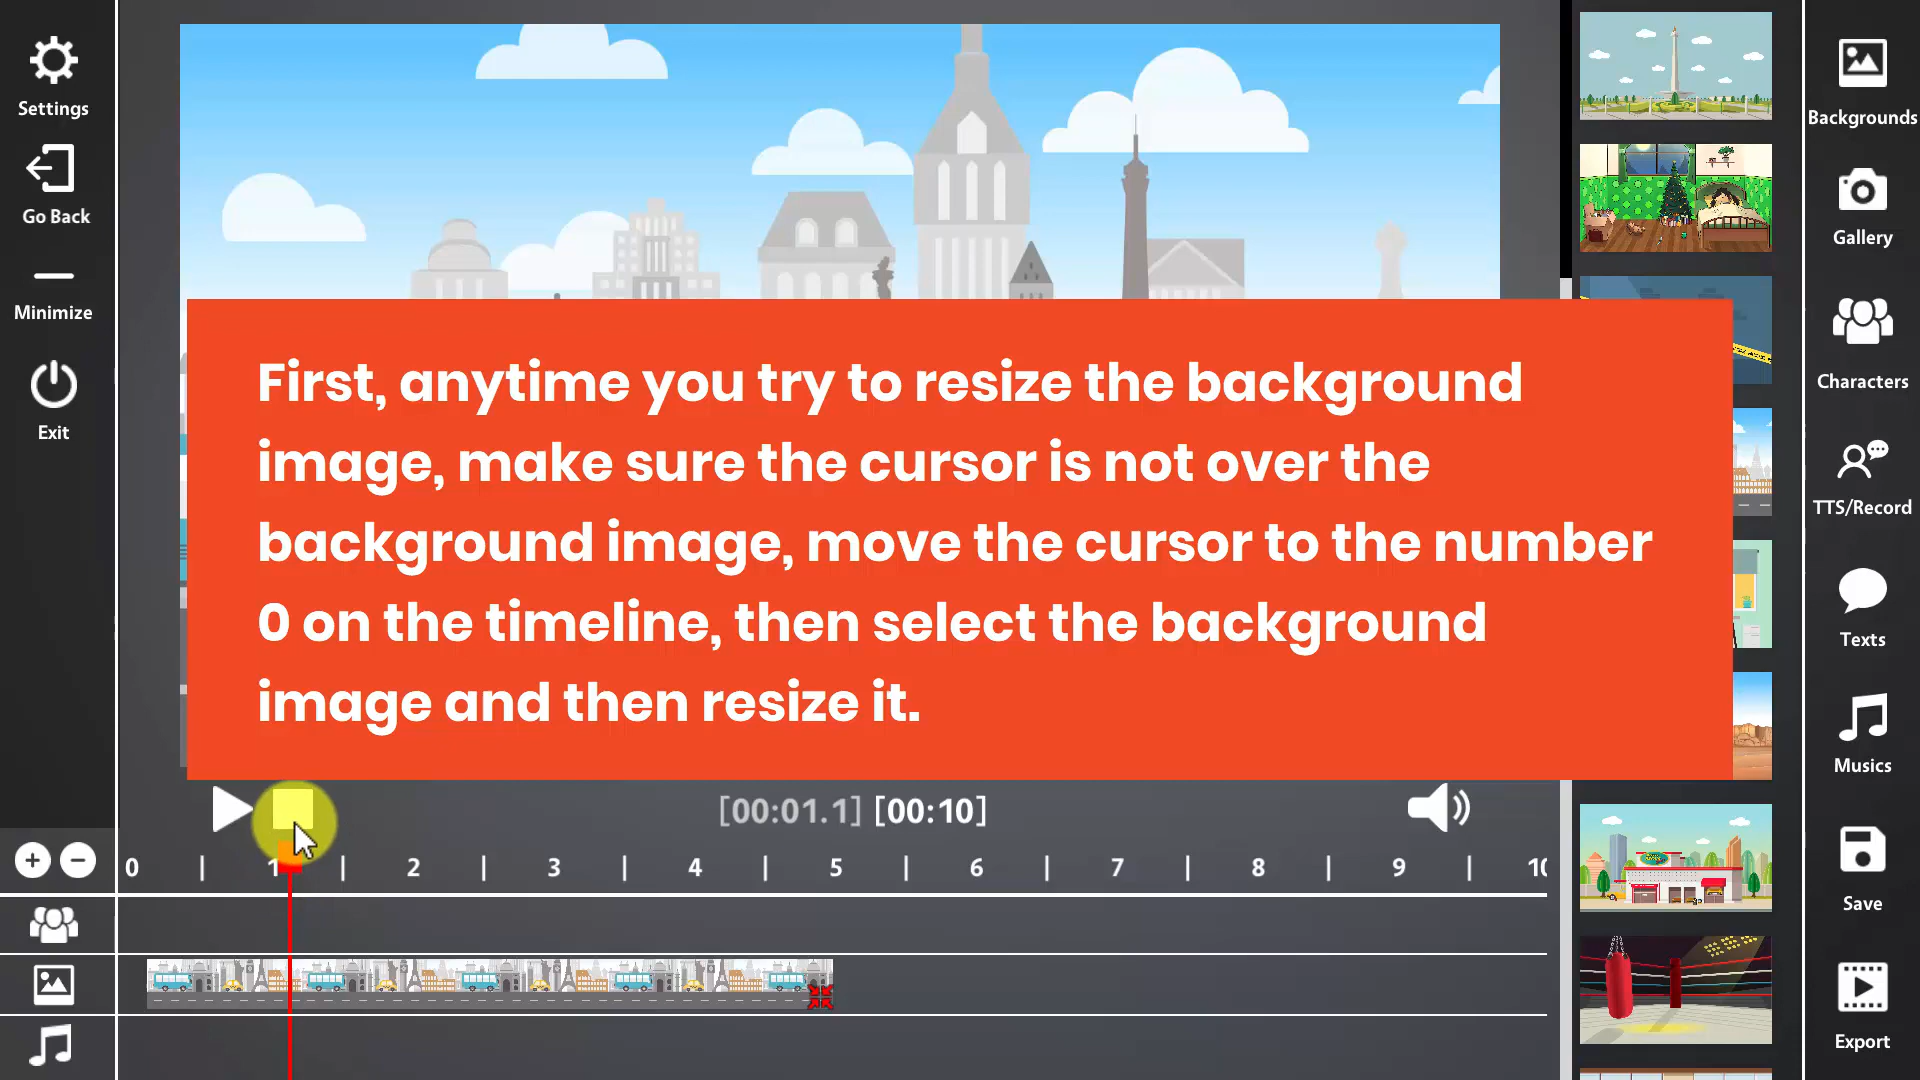 Settings
Go Back
Minimize
Exit
First, anytime you try to resize the background
image, make sure the cursor is not over the
background image, move the cursor to the number
0 on the timeline, then select the background
image and then resize it.
[00:01.1] [00:10]
0 | 1 | 2 | 3 | 4 | 5 | 6 | 7 | 8 | 9 | 10
Backgrounds
Gallery
Characters
TTS/Record
Texts
Musics
Save
Export